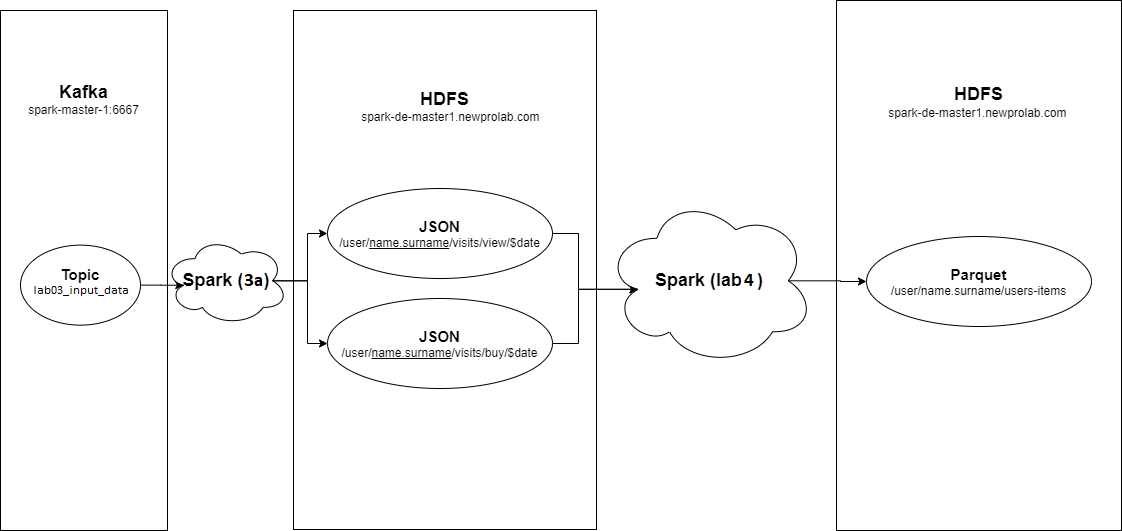 Kafka
spark-master-1:6667
Topic
lab03_input_data
Spark (3a)
HDFS
spark-de-master1.newprolab.com
JSON
/user/name.surname/visits/view/$date
JSON
/user/name.surname/visits/buy/$date
Spark (lab4)
HDFS
spark-de-master1.newprolab.com
Parquet
/user/name.surname/users-items